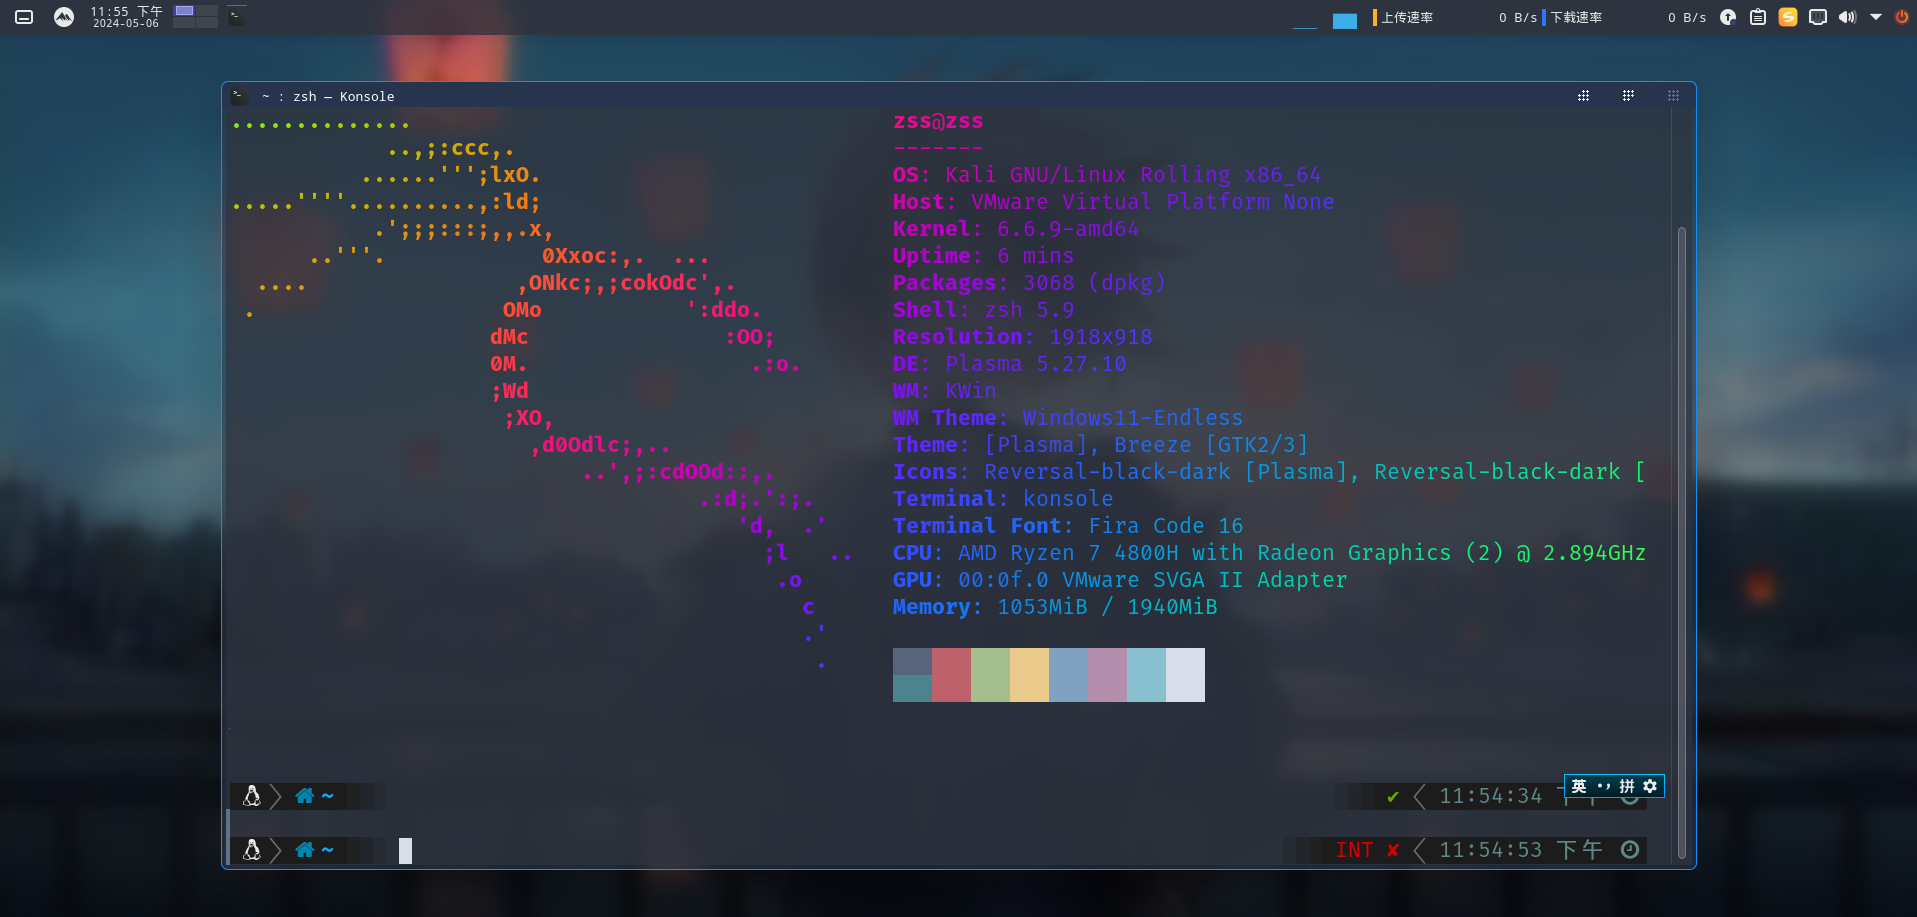 11:55 下午
2024-05-06
上传速率 0 B/s 下载速率 0 B/s
~ : zsh — Konsole
.............
..,;:ccc,.
......''';lxO.
.....''''..........,:ld;
.';;;:::;,,.x,
..'''.
0Xxoc:,. ...
....
,ONkc;,;cokOdc',.
.
OMo ':ddo.
dMc :OO;
0M. .:o.
;Wd
;XO,
,d0Odlc;,..
..',;:cdOOd::,.
.:d;.':;.
'd, .'
;l ..
.o
c
.'
.
zss@zss
-------
OS: Kali GNU/Linux Rolling x86_64
Host: VMware Virtual Platform None
Kernel: 6.6.9-amd64
Uptime: 6 mins
Packages: 3068 (dpkg)
Shell: zsh 5.9
Resolution: 1918x918
DE: Plasma 5.27.10
WM: KWin
WM Theme: Windows11-Endless
Theme: [Plasma], Breeze [GTK2/3]
Icons: Reversal-black-dark [Plasma], Reversal-black-dark [
Terminal: konsole
Terminal Font: Fira Code 16
CPU: AMD Ryzen 7 4800H with Radeon Graphics (2) @ 2.894GHz
GPU: 00:0f.0 VMware SVGA II Adapter
Memory: 1053MiB / 1940MiB
英 •, 拼
~ ✔ 11:54:34
~ INT ✘ 11:54:53 下午